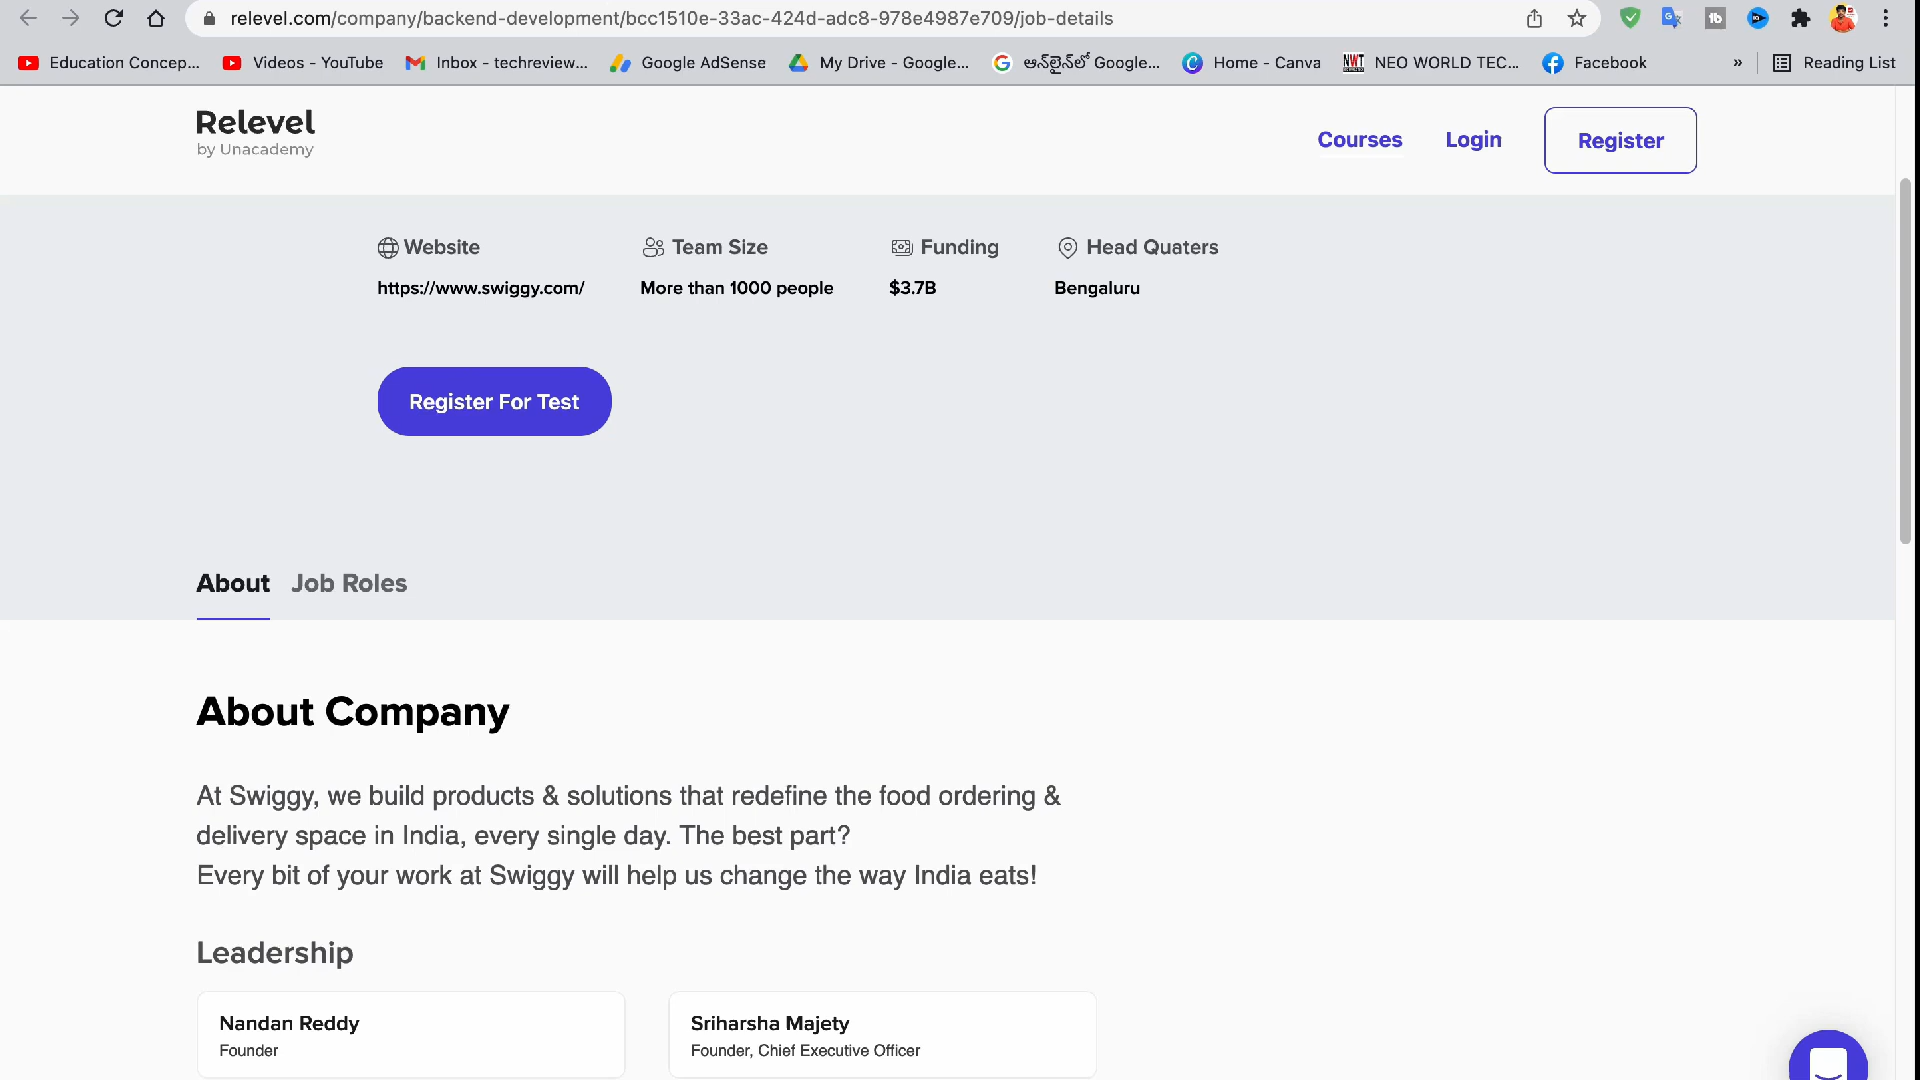 relevel.com/company/backend-development/bcc1510e-33ac-424d-adc8-978e4987e709/job-details
Education Concep... Videos - YouTube Inbox - techreview... Google AdSense My Drive - Google... ఆన్‌లైన్‌లో Google... Home - Canva NWT NEO WORLD TEC... Facebook » Reading List
Relevel
by Unacademy
Courses Login Register
Website Team Size Funding Head Quaters
https://www.swiggy.com/ More than 1000 people $3.7B Bengaluru
Register For Test
About Job Roles
About Company
At Swiggy, we build products & solutions that redefine the food ordering &
delivery space in India, every single day. The best part?
Every bit of your work at Swiggy will help us change the way India eats!
Leadership
Nandan Reddy Sriharsha Majety
Founder Founder, Chief Executive Officer